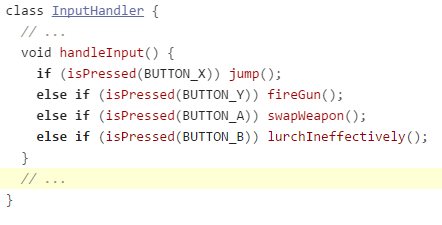 class InputHandler {
  // ...
  void handleInput() {
    if (isPressed(BUTTON_X)) jump();
    else if (isPressed(BUTTON_Y)) fireGun();
    else if (isPressed(BUTTON_A)) swapWeapon();
    else if (isPressed(BUTTON_B)) lurchIneffectively();
  }
  // ...
}